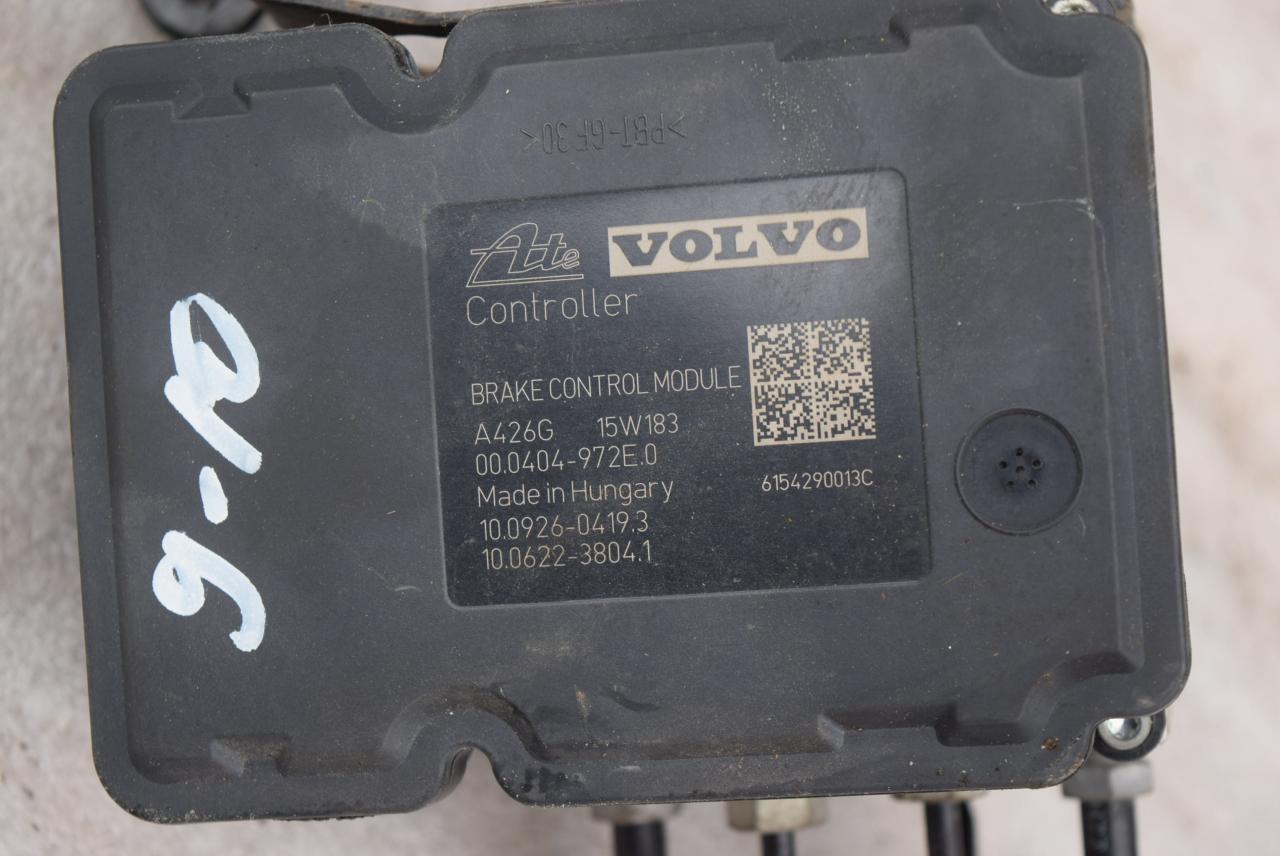 >PBT-GF30<
Ate VOLVO
Controller
BRAKE CONTROL MODULE
A426G 15W183
00.0404-972E.0
Made in Hungary 6154290013C
10.0926-0419.3
10.0622-3804.1
9-10